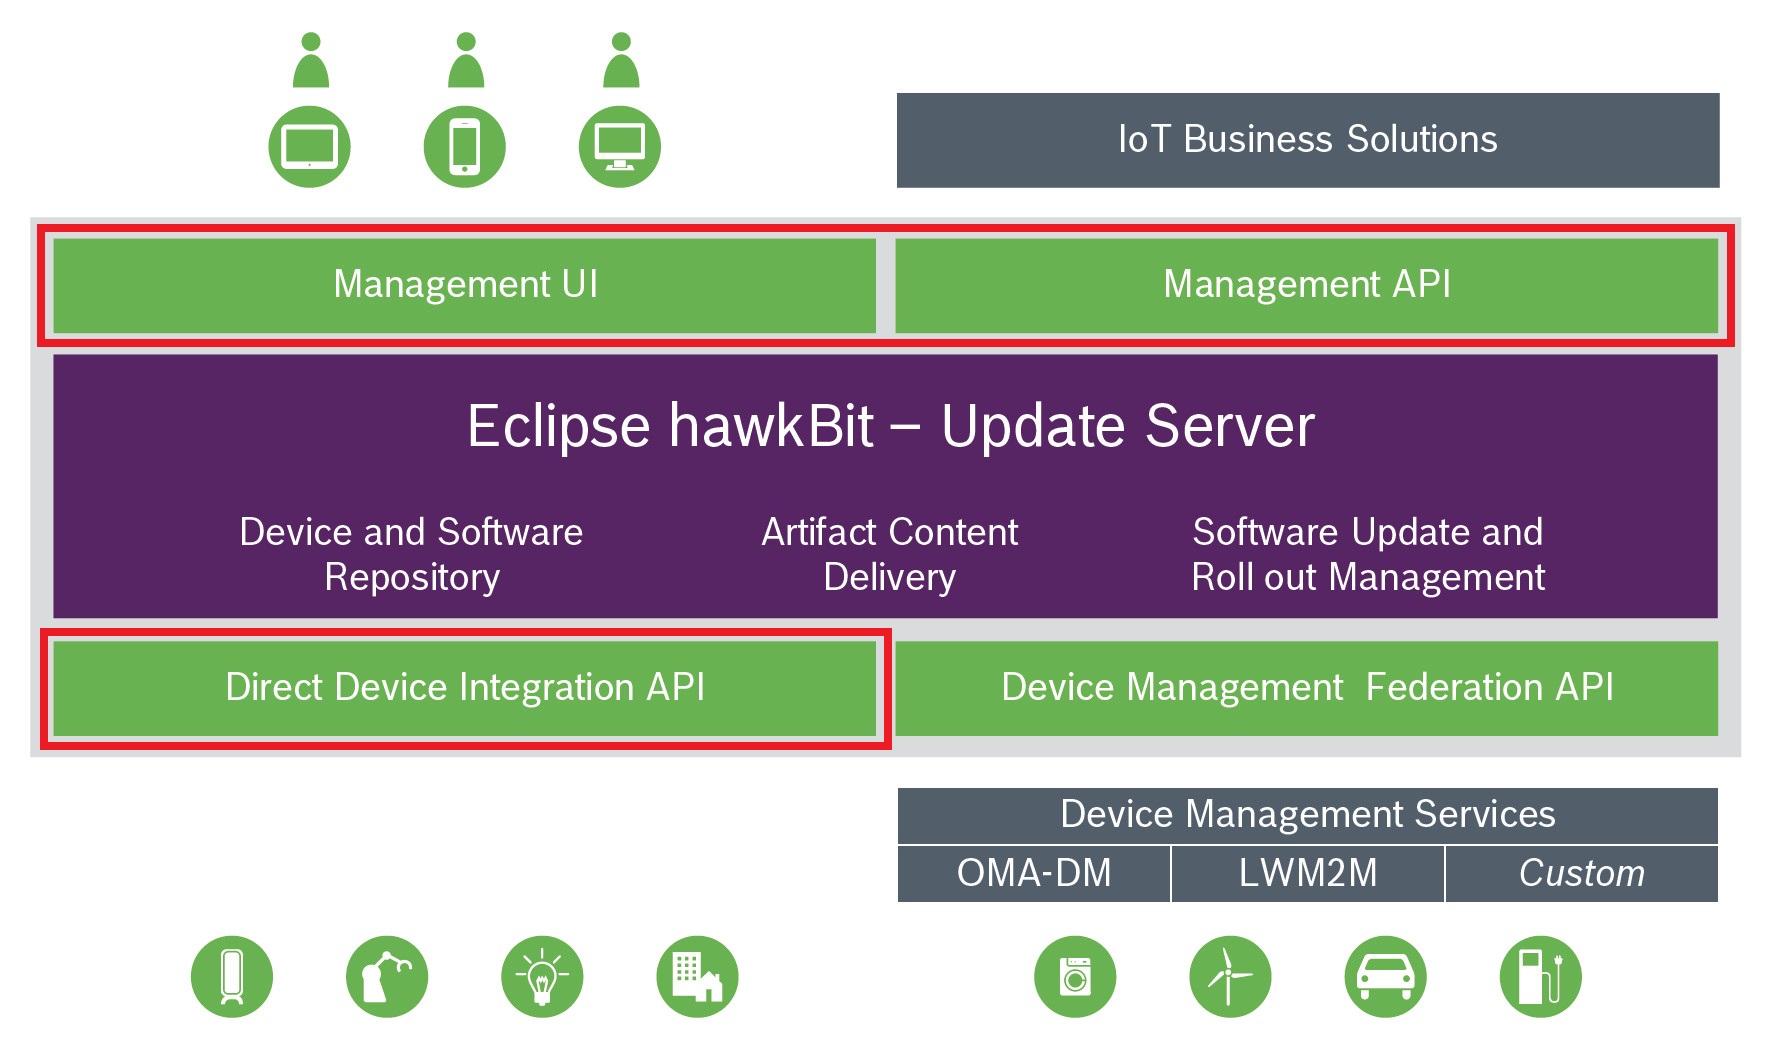 IoT Business Solutions
Management UI
Management API
Eclipse hawkBit – Update Server
Device and Software
Repository
Artifact Content
Delivery
Software Update and
Roll out Management
Direct Device Integration API
Device Management Federation API
Device Management Services
OMA-DM
LWM2M
Custom